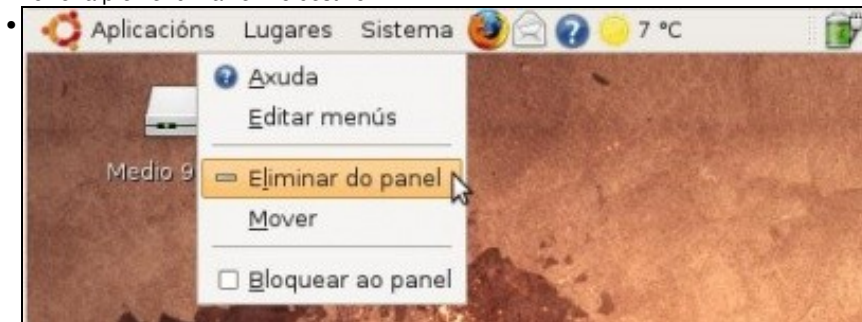 Aplicacións Lugares Sistema 7 °C
Axuda
Editar menús
Medio 9
Eliminar do panel
Mover
Bloquear ao panel